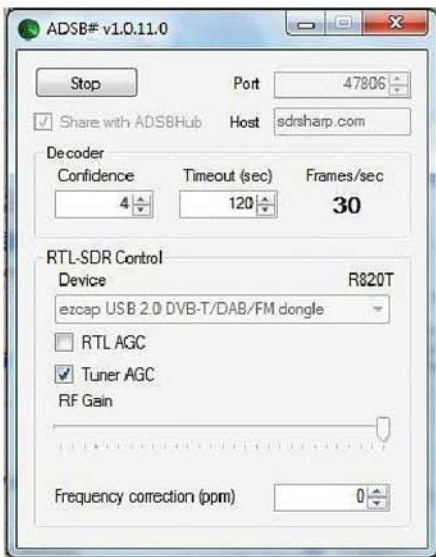 ADSB# v1.0.11.0
Stop
Port
47806
Share with ADSBHub
Host
sdrsharp.com
Decoder
Confidence
Timeout (sec)
Frames/sec
4
120
30
RTL-SDR Control
Device
R820T
ezcap USB 2.0 DVB-T/DAB/FM dongle
RTL AGC
Tuner AGC
RF Gain
Frequency correction (ppm)
0